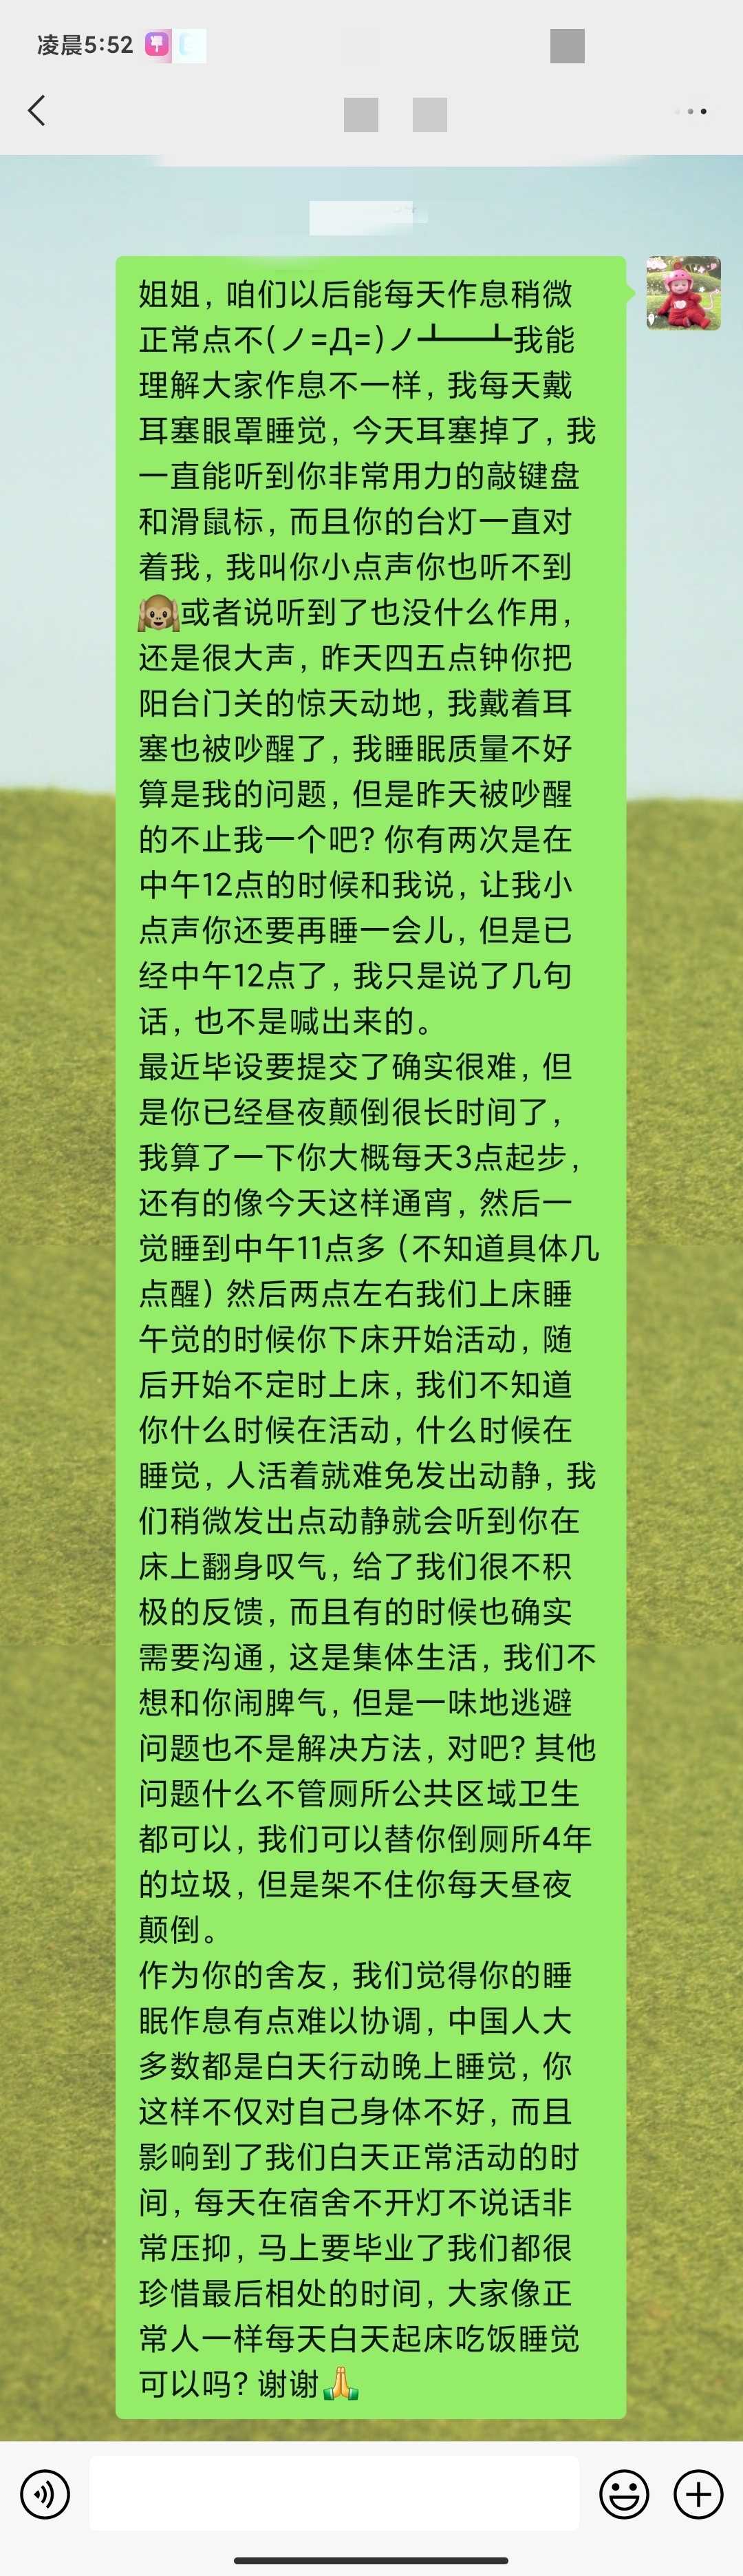 凌晨5:52
姐姐，咱们以后能每天作息稍微
正常点不(ノ=Д=)ノ┻━┻我能
理解大家作息不一样，我每天戴
耳塞眼罩睡觉，今天耳塞掉了，我
一直能听到你非常用力的敲键盘
和滑鼠标，而且你的台灯一直对
着我，我叫你小点声你也听不到
🙉或者说听到了也没什么作用，
还是很大声，昨天四五点钟你把
阳台门关的惊天动地，我戴着耳
塞也被吵醒了，我睡眠质量不好
算是我的问题，但是昨天被吵醒
的不止我一个吧？你有两次是在
中午12点的时候和我说，让我小
点声你还要再睡一会儿，但是已
经中午12点了，我只是说了几句
话，也不是喊出来的。
最近毕设要提交了确实很难，但
是你已经昼夜颠倒很长时间了，
我算了一下你大概每天3点起步，
还有的像今天这样通宵，然后一
觉睡到中午11点多（不知道具体几
点醒）然后两点左右我们上床睡
午觉的时候你下床开始活动，随
后开始不定时上床，我们不知道
你什么时候在活动，什么时候在
睡觉，人活着就难免发出动静，我
们稍微发出点动静就会听到你在
床上翻身叹气，给了我们很不积
极的反馈，而且有的时候也确实
需要沟通，这是集体生活，我们不
想和你闹脾气，但是一味地逃避
问题也不是解决方法，对吧？其他
问题什么不管厕所公共区域卫生
都可以，我们可以替你倒厕所4年
的垃圾，但是架不住你每天昼夜
颠倒。
作为你的舍友，我们觉得你的睡
眠作息有点难以协调，中国人大
多数都是白天行动晚上睡觉，你
这样不仅对自己身体不好，而且
影响到了我们白天正常活动的时
间，每天在宿舍不开灯不说话非
常压抑，马上要毕业了我们都很
珍惜最后相处的时间，大家像正
常人一样每天白天起床吃饭睡觉
可以吗？谢谢🙏